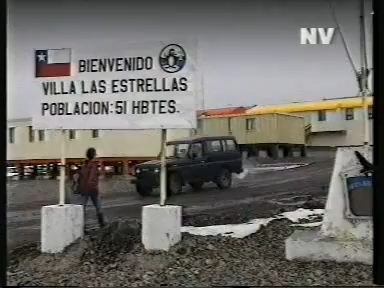 NV
BIENVENIDO
VILLA LAS ESTRELLAS
POBLACION: 51 HBTES.